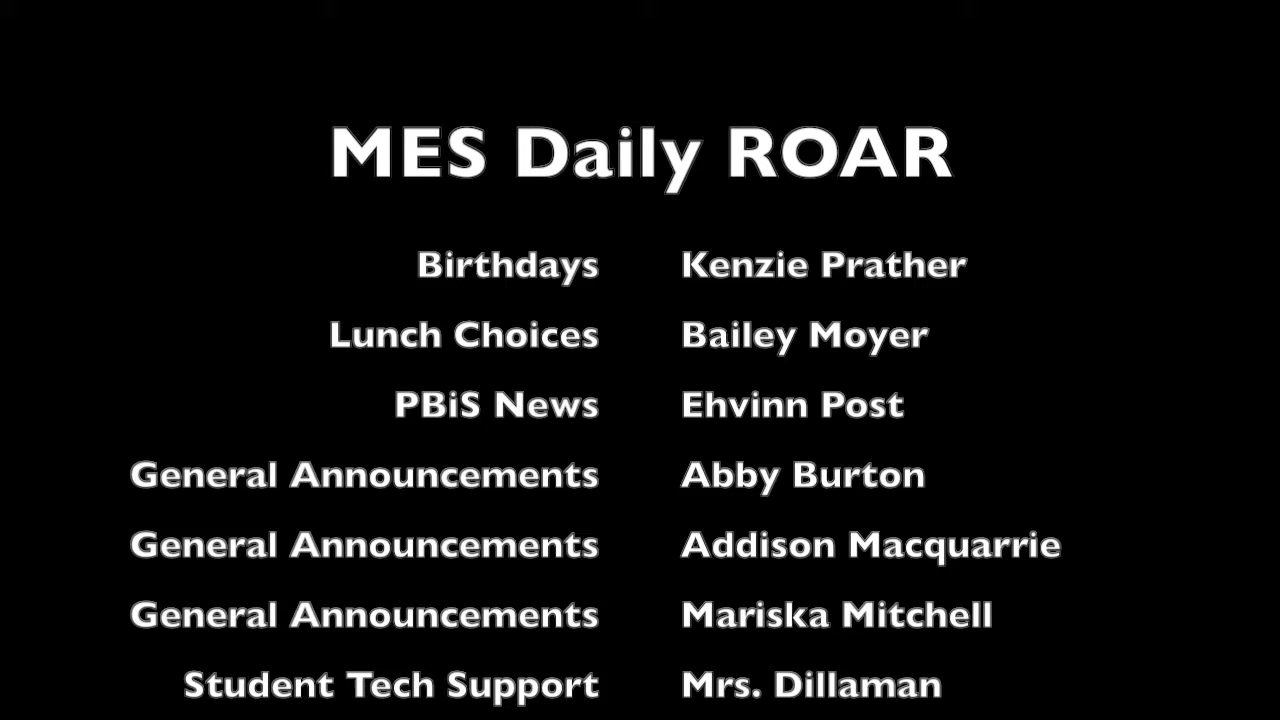 MES Daily ROAR
Birthdays Kenzie Prather
Lunch Choices Bailey Moyer
PBiS News Ehvinn Post
General Announcements Abby Burton
General Announcements Addison Macquarrie
General Announcements Mariska Mitchell
Student Tech Support Mrs. Dillaman